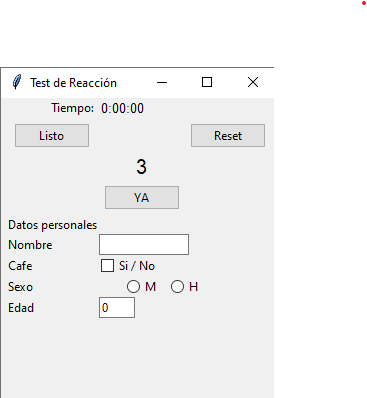 Test de Reacción
Tiempo: 0:00:00
Listo Reset
3
YA
Datos personales
Nombre
Cafe Si / No
Sexo M H
Edad 0